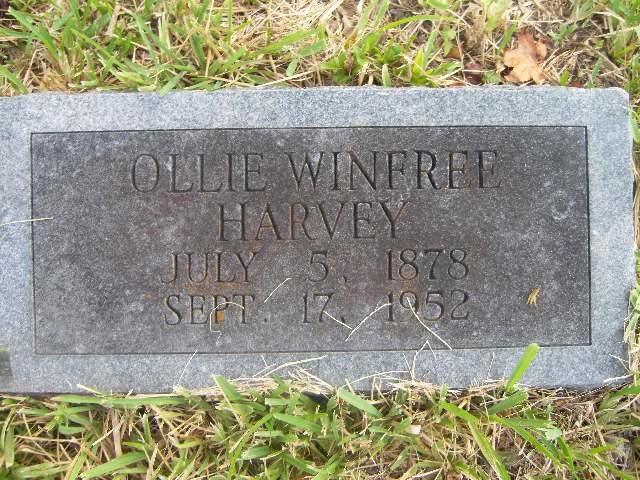 OLLIE WINFREE
HARVEY
JULY 5, 1878
SEPT. 17, 1952